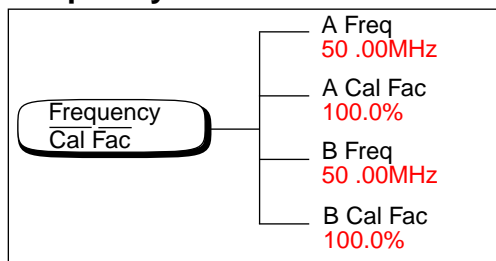 Frequency
Cal Fac
A Freq
50 .00MHz
A Cal Fac
100.0%
B Freq
50 .00MHz
B Cal Fac
100.0%